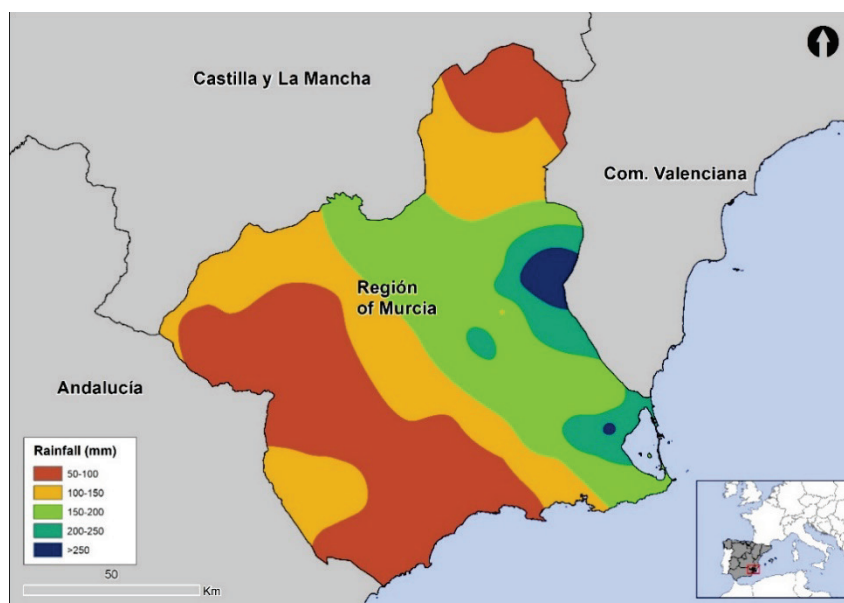 Castilla y La Mancha
Com. Valenciana
Región
of Murcia
Andalucía
Rainfall (mm)
50-100
100-150
150-200
200-250
>250
50
Km